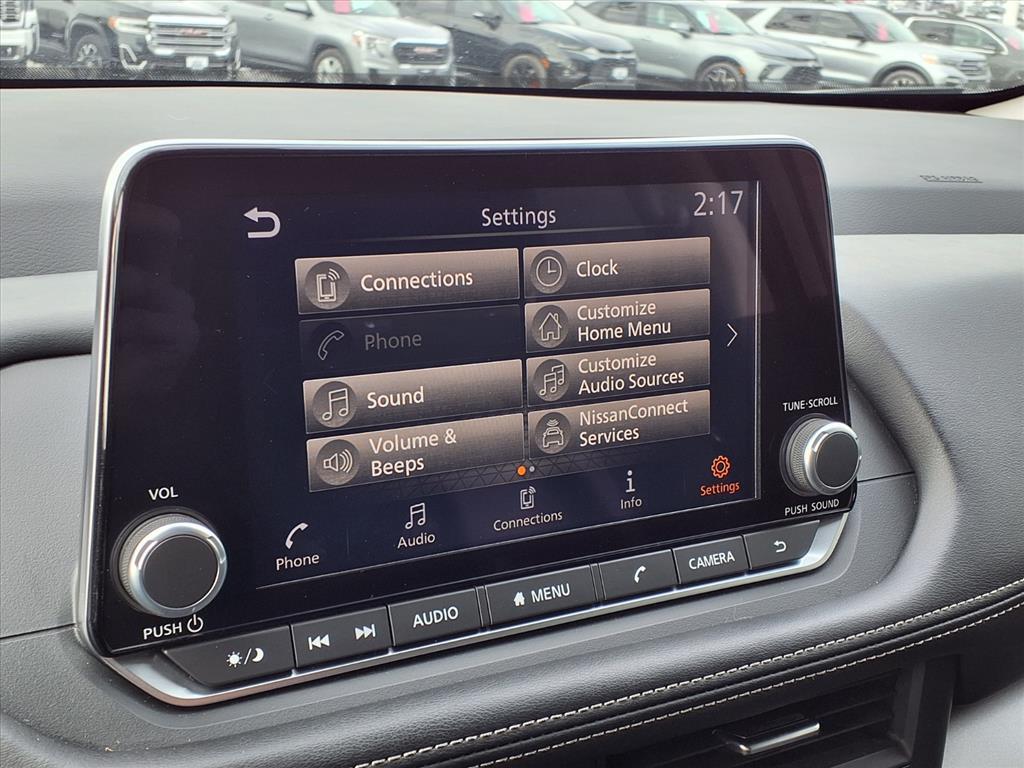 Settings
2:17
Connections
Clock
Phone
Customize
Home Menu
Sound
Customize
Audio Sources
Volume &
Beeps
NissanConnect
Services
Phone
Audio
Connections
Info
Settings
VOL
PUSH
TUNE·SCROLL
PUSH SOUND
AUDIO
MENU
CAMERA